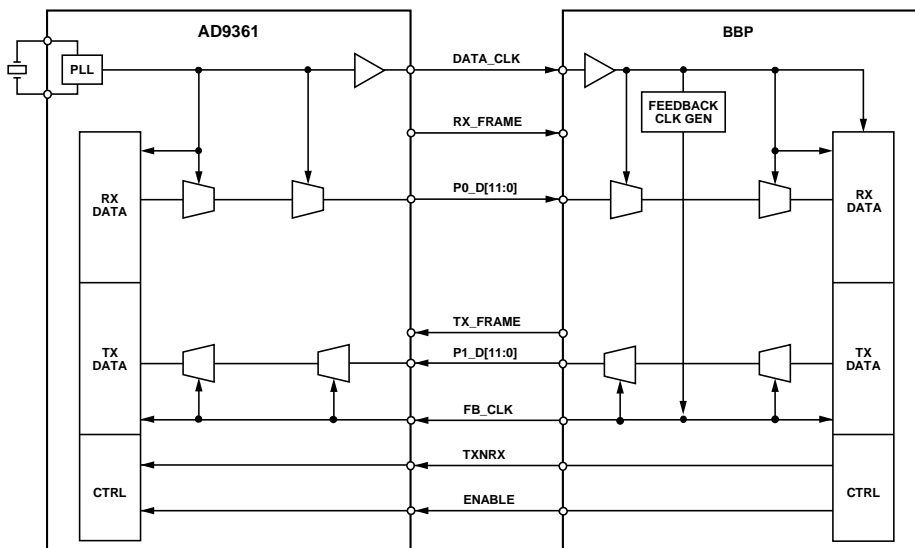 AD9361
BBP
PLL
DATA_CLK
FEEDBACK
CLK GEN
RX_FRAME
P0_D[11:0]
RX
DATA
RX
DATA
TX_FRAME
P1_D[11:0]
TX
DATA
TX
DATA
FB_CLK
TXNRX
CTRL
ENABLE
CTRL